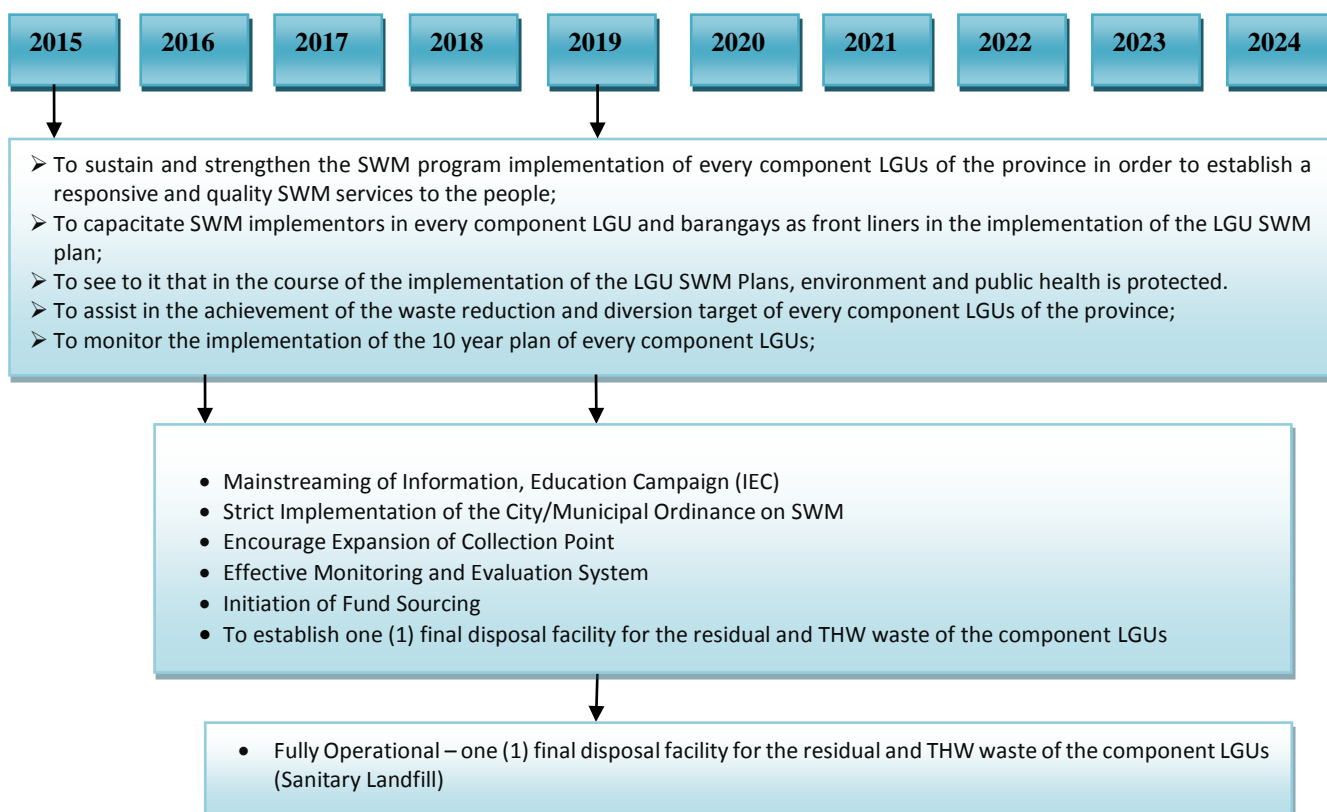 2015 2016 2017 2018 2019 2020 2021 2022 2023 2024
➢ To sustain and strengthen the SWM program implementation of every component LGUs of the province in order to establish a
responsive and quality SWM services to the people;
➢ To capacitate SWM implementors in every component LGU and barangays as front liners in the implementation of the LGU SWM
plan;
➢ To see to it that in the course of the implementation of the LGU SWM Plans, environment and public health is protected.
➢ To assist in the achievement of the waste reduction and diversion target of every component LGUs of the province;
➢ To monitor the implementation of the 10 year plan of every component LGUs;
• Mainstreaming of Information, Education Campaign (IEC)
• Strict Implementation of the City/Municipal Ordinance on SWM
• Encourage Expansion of Collection Point
• Effective Monitoring and Evaluation System
• Initiation of Fund Sourcing
• To establish one (1) final disposal facility for the residual and THW waste of the component LGUs
• Fully Operational – one (1) final disposal facility for the residual and THW waste of the component LGUs
(Sanitary Landfill)